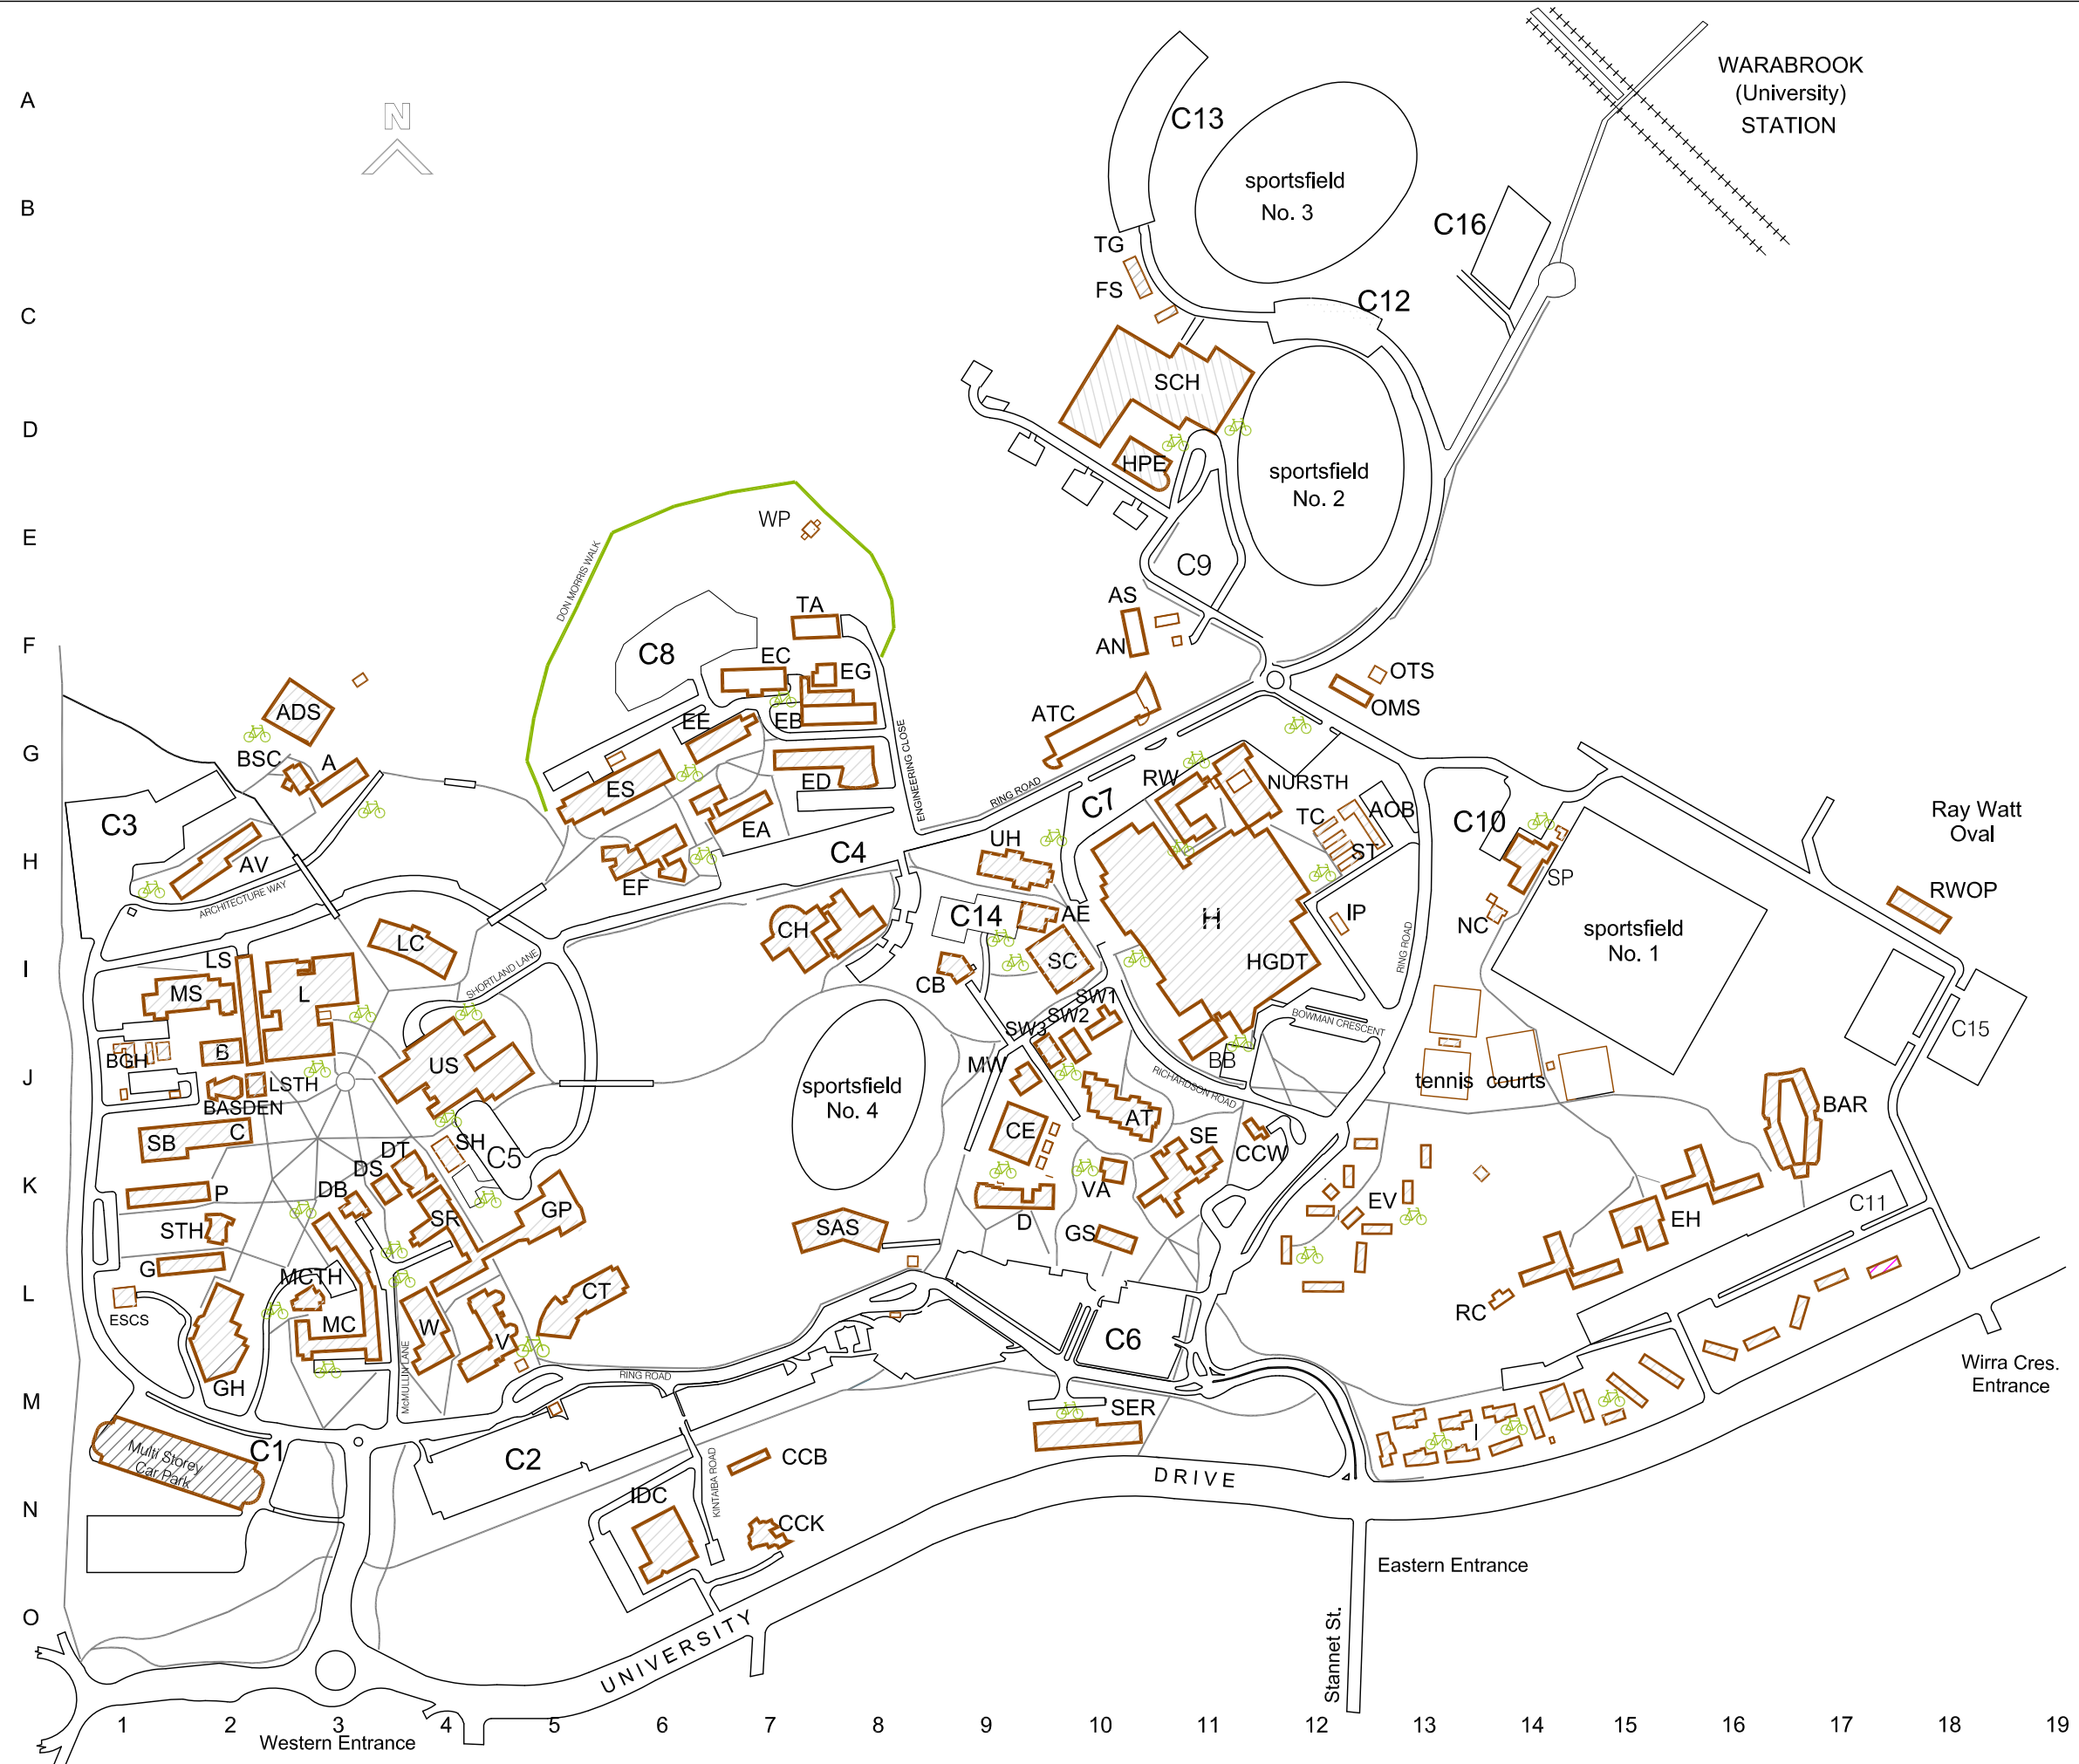 WARABROOK
(University)
STATION
A
N
C13
sportsfield
No. 3
B
C16
TG
FS
C
C12
SCH
D
HPE
sportsfield
No. 2
WP
E
DON MORRIS WALK
C9
AS
TA
F
AN
C8
EC
EG
OTS
ADS
OMS
ATC
EE
EB
G
BSC
A
ENGINEERING CLOSE
RW
NURSTH
ES
ED
RING ROAD
C7
TC
AOB
C3
EA
C10
Ray Watt
Oval
H
AV
UH
C4
ST
EF
SP
RWOP
ARCHITECTURE WAY
C14
AE
H
IP
CH
NC
sportsfield
No. 1
LC
RING ROAD
I
LS
SC
HGDT
SHORTLAND LANE
CB
MS
L
SW1
SW2
SW3
BOWMAN CRESCENT
C15
B
BGH
US
BB
MW
J
LSTH
sportsfield
No. 4
RICHARDSON ROAD
tennis courts
BASDEN
BAR
SB
C
AT
CE
SE
SH
DT
C5
CCW
DS
K
P
DB
VA
EV
C11
SR
GP
STH
D
EH
SAS
GS
G
MCTH
L
CT
ESCS
RC
MC
W
V
C6
Wirra Cres.
Entrance
RING ROAD
GH
McMULLIN LANE
M
SER
C1
Multi Storey
Car Park
C2
I
CCB
KINTAIBA ROAD
DRIVE
IDC
N
CCK
Eastern Entrance
O
UNIVERSITY
Stannet St.
1 2 3 4 5 6 7 8 9 10 11 12 13 14 15 16 17 18 19
Western Entrance